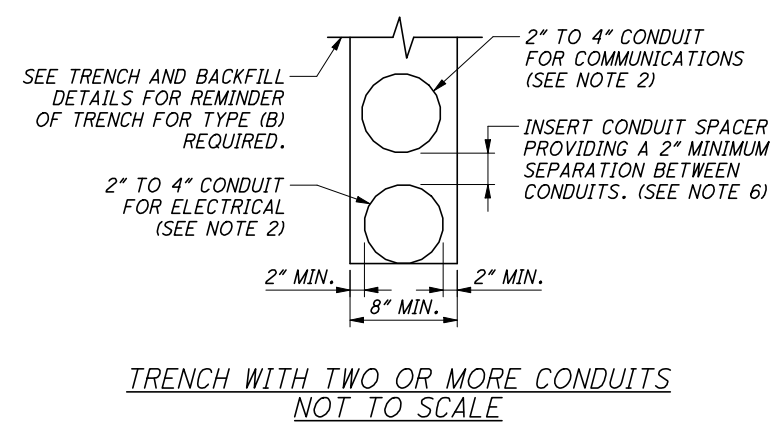 2" TO 4" CONDUIT
FOR COMMUNICATIONS
(SEE NOTE 2)
SEE TRENCH AND BACKFILL
DETAILS FOR REMINDER
OF TRENCH FOR TYPE (B)
REQUIRED.
INSERT CONDUIT SPACER
PROVIDING A 2" MINIMUM
SEPARATION BETWEEN
CONDUITS. (SEE NOTE 6)
2" TO 4" CONDUIT
FOR ELECTRICAL
(SEE NOTE 2)
2" MIN.
2" MIN.
8" MIN.
TRENCH WITH TWO OR MORE CONDUITS
NOT TO SCALE